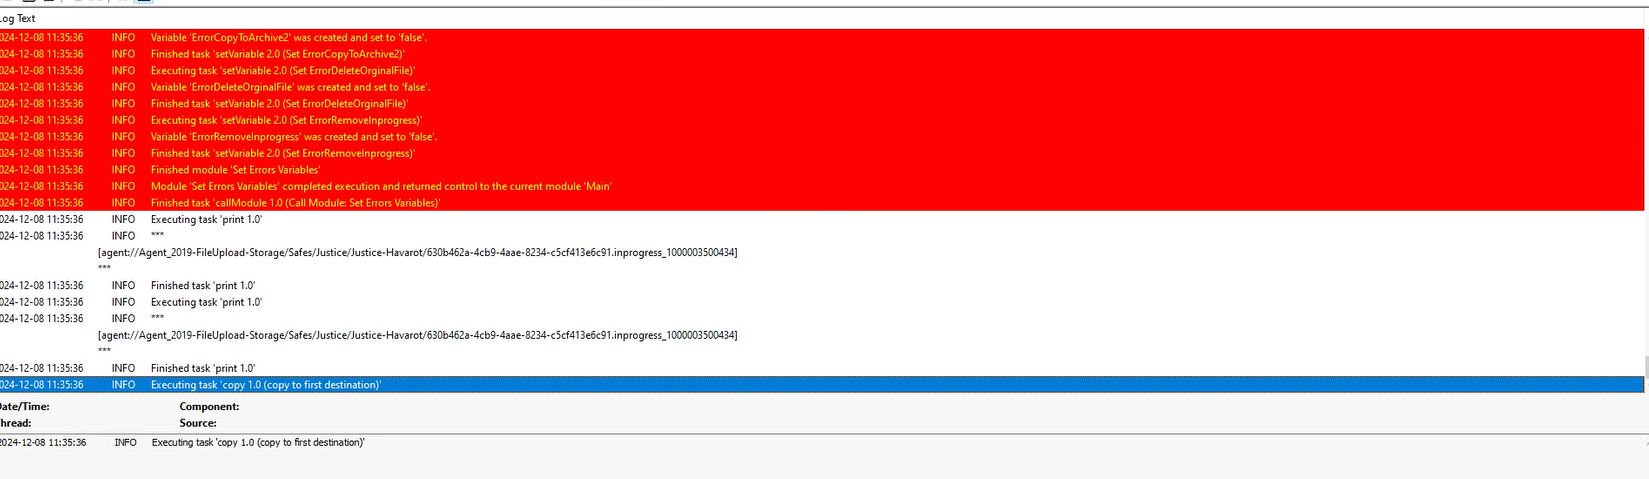 Log Text
024-12-08 11:35:36 INFO Variable 'ErrorCopyToArchive2' was created and set to 'false'.
024-12-08 11:35:36 INFO Finished task 'setVariable 2.0 (Set ErrorCopyToArchive2)'
024-12-08 11:35:36 INFO Executing task 'setVariable 2.0 (Set ErrorDeleteOrginalFile)'
024-12-08 11:35:36 INFO Variable 'ErrorDeleteOrginalFile' was created and set to 'false'.
024-12-08 11:35:36 INFO Finished task 'setVariable 2.0 (Set ErrorDeleteOrginalFile)'
024-12-08 11:35:36 INFO Executing task 'setVariable 2.0 (Set ErrorRemoveInprogress)'
024-12-08 11:35:36 INFO Variable 'ErrorRemoveInprogress' was created and set to 'false'.
024-12-08 11:35:36 INFO Finished task 'setVariable 2.0 (Set ErrorRemoveInprogress)'
024-12-08 11:35:36 INFO Finished module 'Set Errors Variables'
024-12-08 11:35:36 INFO Module 'Set Errors Variables' completed execution and returned control to the current module 'Main'
024-12-08 11:35:36 INFO Finished task 'callModule 1.0 (Call Module: Set Errors Variables)'
024-12-08 11:35:36 INFO Executing task 'print 1.0'
024-12-08 11:35:36 INFO ***
[agent://Agent_2019-FileUpload-Storage/Safes/Justice/Justice-Havarot/630b462a-4cb9-4aae-8234-c5cf413e6c91.inprogress_1000003500434]
***
024-12-08 11:35:36 INFO Finished task 'print 1.0'
024-12-08 11:35:36 INFO Executing task 'print 1.0'
024-12-08 11:35:36 INFO ***
[agent://Agent_2019-FileUpload-Storage/Safes/Justice/Justice-Havarot/630b462a-4cb9-4aae-8234-c5cf413e6c91.inprogress_1000003500434]
***
024-12-08 11:35:36 INFO Finished task 'print 1.0'
024-12-08 11:35:36 INFO Executing task 'copy 1.0 (copy to first destination)'
Date/Time: Component:
Thread: Source:
2024-12-08 11:35:36 INFO Executing task 'copy 1.0 (copy to first destination)'